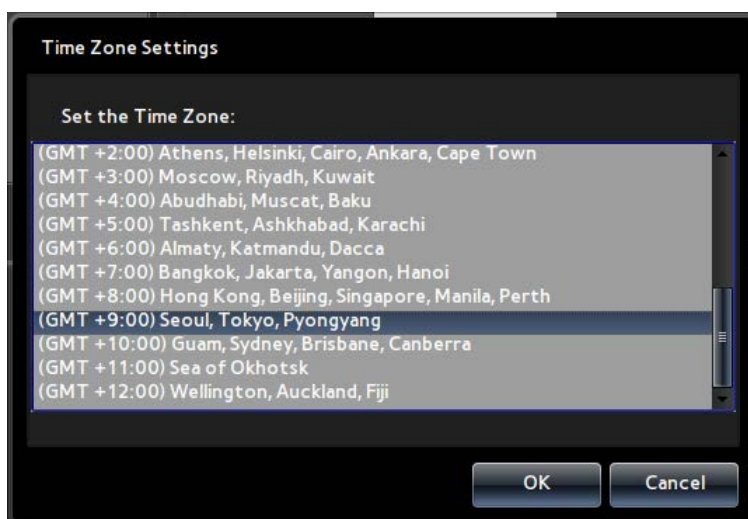 Time Zone Settings
Set the Time Zone:
(GMT +2:00) Athens, Helsinki, Cairo, Ankara, Cape Town
(GMT +3:00) Moscow, Riyadh, Kuwait
(GMT +4:00) Abudhabi, Muscat, Baku
(GMT +5:00) Tashkent, Ashkhabad, Karachi
(GMT +6:00) Almaty, Katmandu, Dacca
(GMT +7:00) Bangkok, Jakarta, Yangon, Hanoi
(GMT +8:00) Hong Kong, Beijing, Singapore, Manila, Perth
(GMT +9:00) Seoul, Tokyo, Pyongyang
(GMT +10:00) Guam, Sydney, Brisbane, Canberra
(GMT +11:00) Sea of Okhotsk
(GMT +12:00) Wellington, Auckland, Fiji
OK Cancel